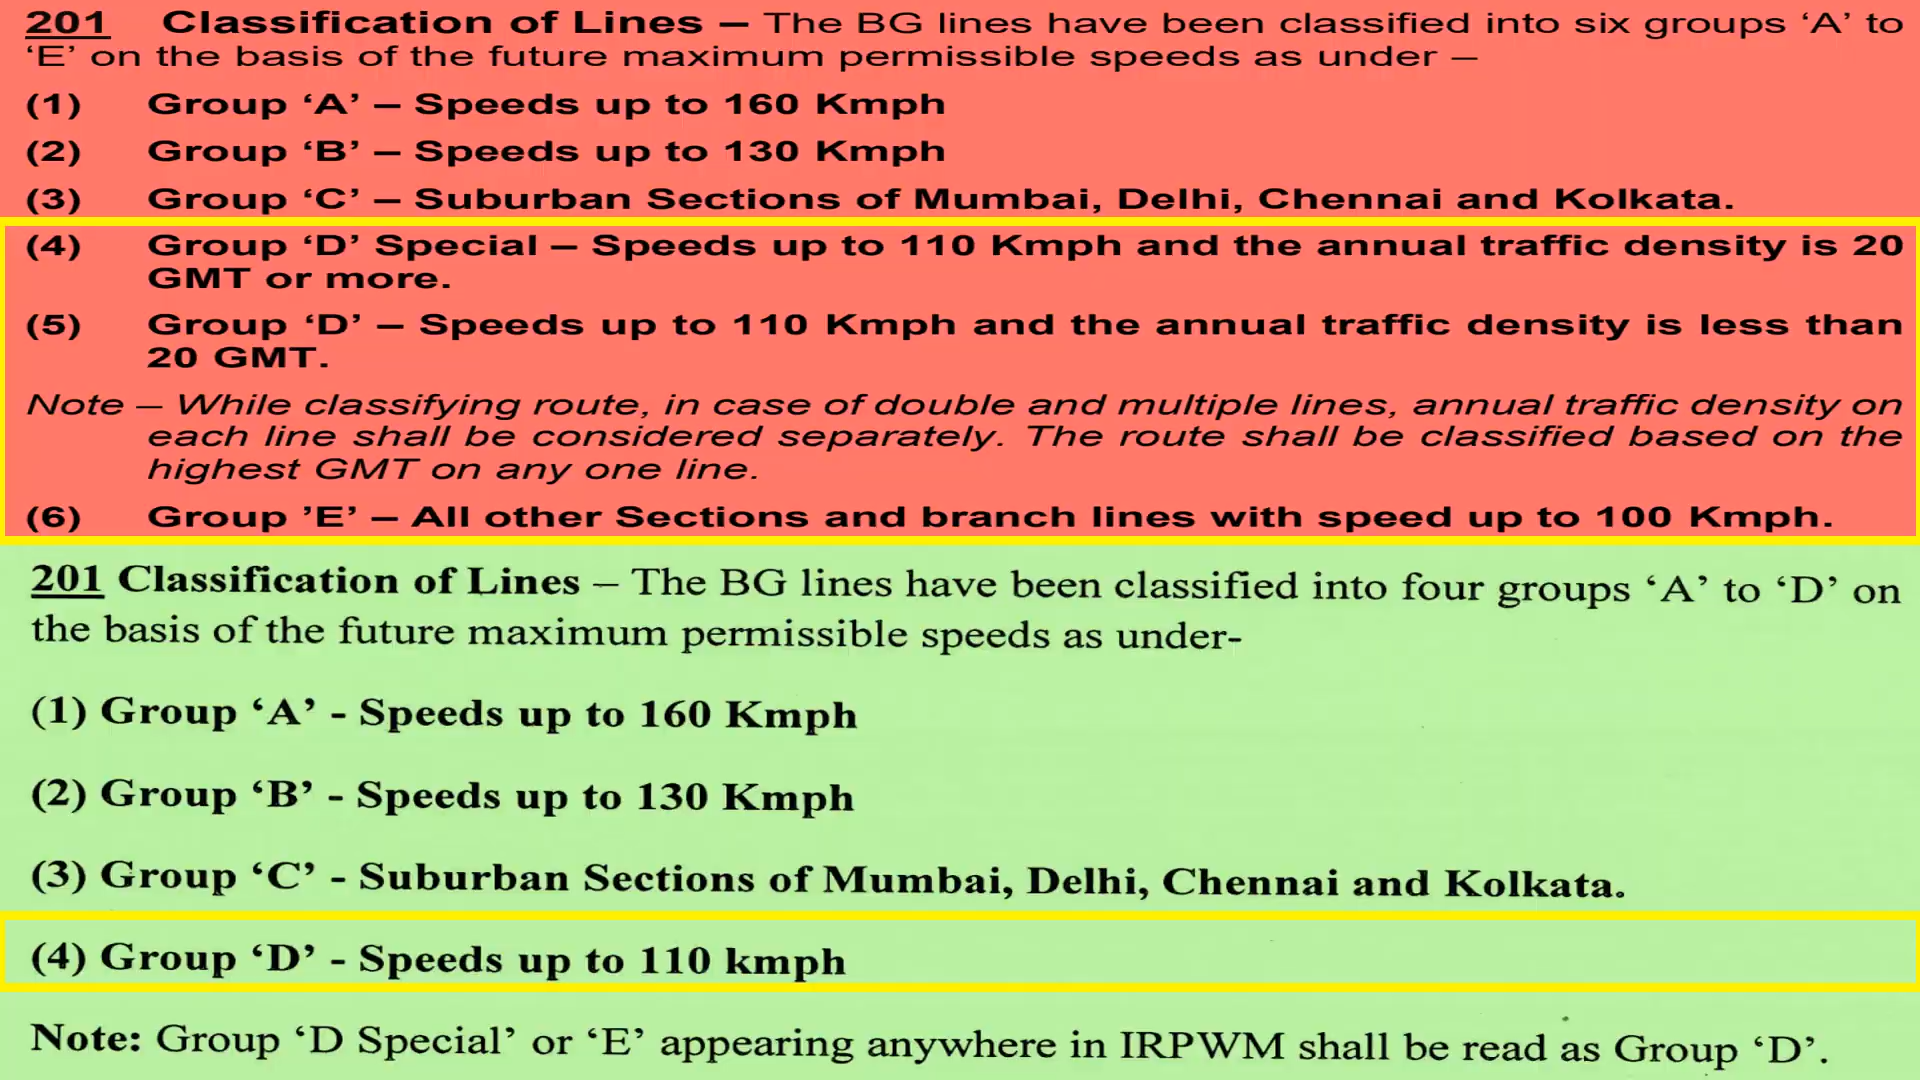 201 Classification of Lines – The BG lines have been classified into six groups ‘A’ to
‘E’ on the basis of the future maximum permissible speeds as under –
(1) Group ‘A’ – Speeds up to 160 Kmph
(2) Group ‘B’ – Speeds up to 130 Kmph
(3) Group ‘C’ – Suburban Sections of Mumbai, Delhi, Chennai and Kolkata.
(4) Group ‘D’ Special – Speeds up to 110 Kmph and the annual traffic density is 20
GMT or more.
(5) Group ‘D’ – Speeds up to 110 Kmph and the annual traffic density is less than
20 GMT.
Note – While classifying route, in case of double and multiple lines, annual traffic density on
each line shall be considered separately. The route shall be classified based on the
highest GMT on any one line.
(6) Group ’E’ – All other Sections and branch lines with speed up to 100 Kmph.
201 Classification of Lines – The BG lines have been classified into four groups ‘A’ to ‘D’ on
the basis of the future maximum permissible speeds as under-
(1) Group ‘A’ - Speeds up to 160 Kmph
(2) Group ‘B’ - Speeds up to 130 Kmph
(3) Group ‘C’ - Suburban Sections of Mumbai, Delhi, Chennai and Kolkata.
(4) Group ‘D’ - Speeds up to 110 kmph
Note: Group ‘D Special’ or ‘E’ appearing anywhere in IRPWM shall be read as Group ‘D’.